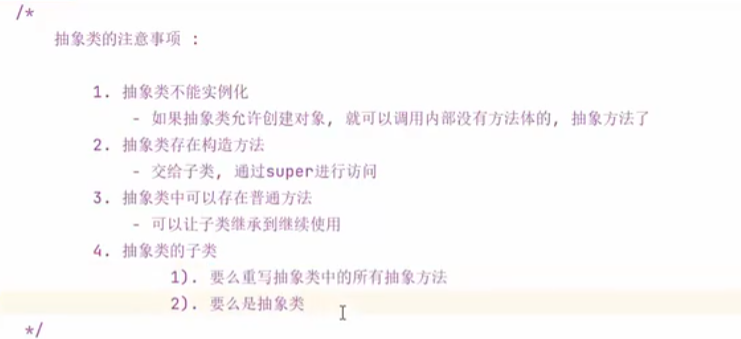 /*
抽象类的注意事项 :
1. 抽象类不能实例化
- 如果抽象类允许创建对象, 就可以调用内部没有方法体的, 抽象方法了
2. 抽象类存在构造方法
- 交给子类, 通过super进行访问
3. 抽象类中可以存在普通方法
- 可以让子类继承到继续使用
4. 抽象类的子类
1). 要么重写抽象类中的所有抽象方法
2). 要么是抽象类
*/